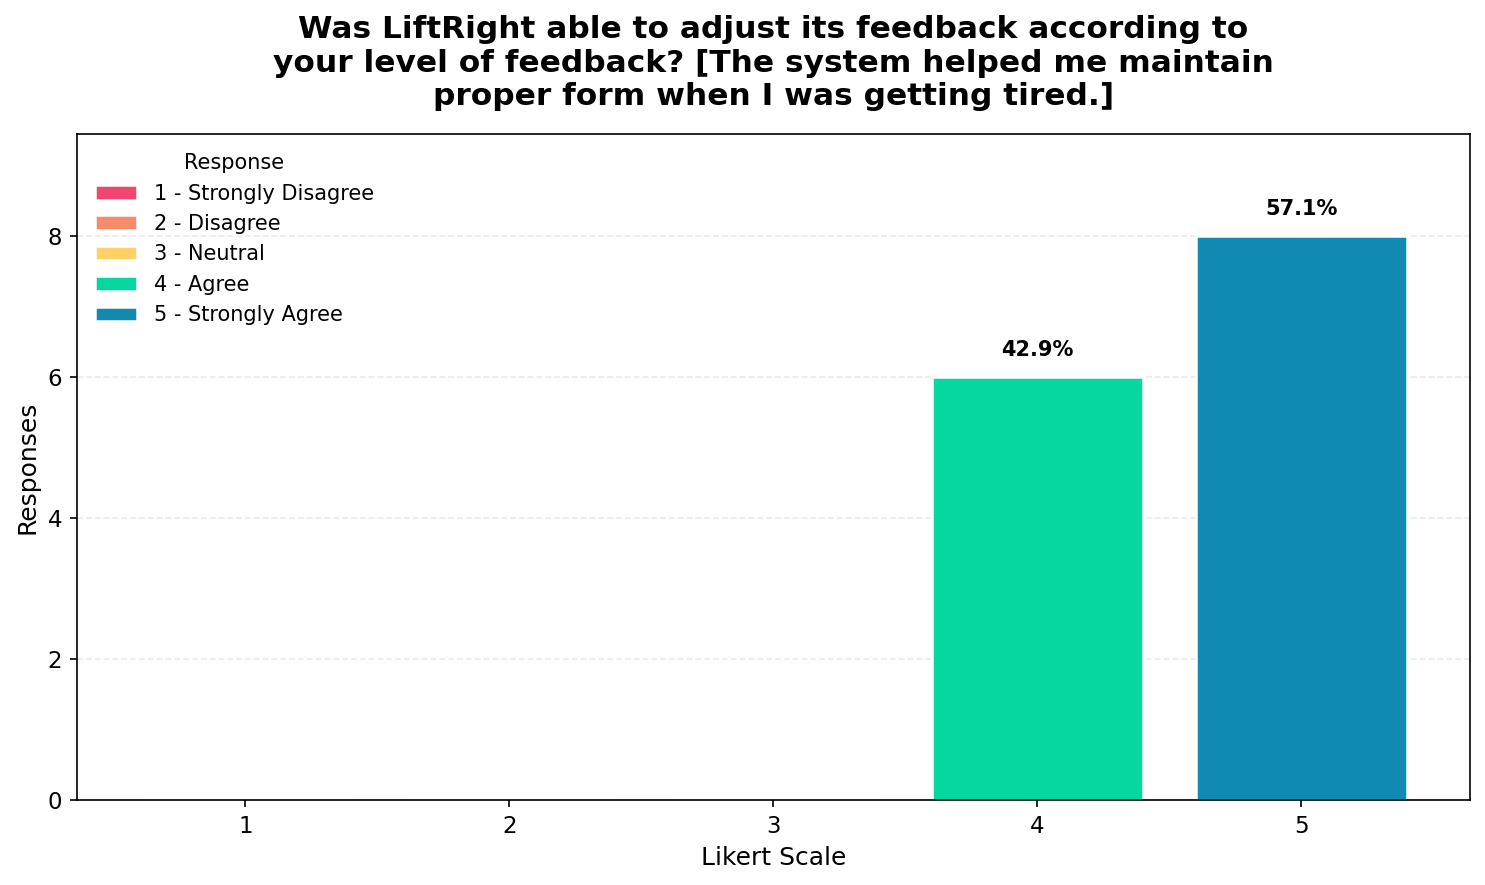 Was LiftRight able to adjust its feedback according to
your level of feedback? [The system helped me maintain
proper form when I was getting tired.]
Response
1 - Strongly Disagree
2 - Disagree
3 - Neutral
4 - Agree
5 - Strongly Agree
57.1%
42.9%
Responses
8
6
4
2
0
1 2 3 4 5
Likert Scale